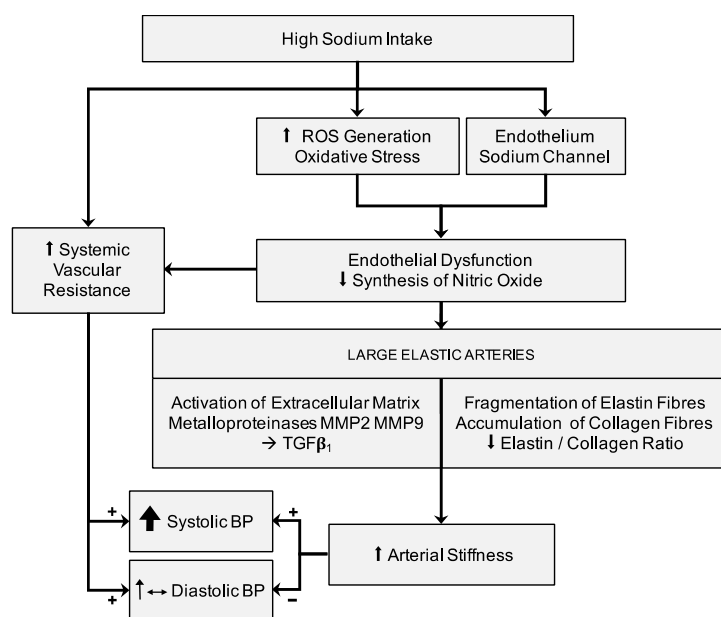 High Sodium Intake
↑ ROS Generation
Oxidative Stress
Endothelium
Sodium Channel
↑ Systemic
Vascular
Resistance
Endothelial Dysfunction
↓ Synthesis of Nitric Oxide
LARGE ELASTIC ARTERIES
Activation of Extracellular Matrix
Metalloproteinases MMP2 MMP9
→ TGFβ₁
Fragmentation of Elastin Fibres
Accumulation of Collagen Fibres
↓ Elastin / Collagen Ratio
+
↑ Systolic BP
+
↑ Arterial Stiffness
+
↑↔ Diastolic BP
−